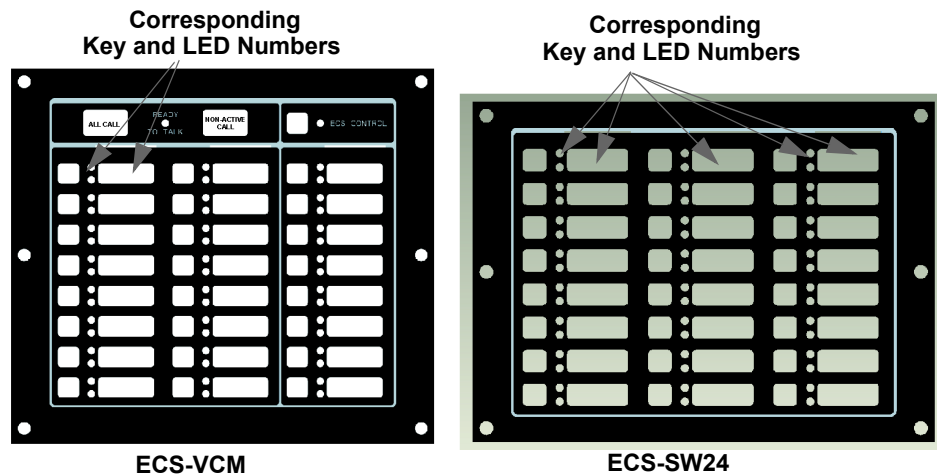 Corresponding
Key and LED Numbers
Corresponding
Key and LED Numbers
ALL CALL
READY
TO TALK
NON-ACTIVE
CALL
ECS CONTROL
ECS-VCM
ECS-SW24